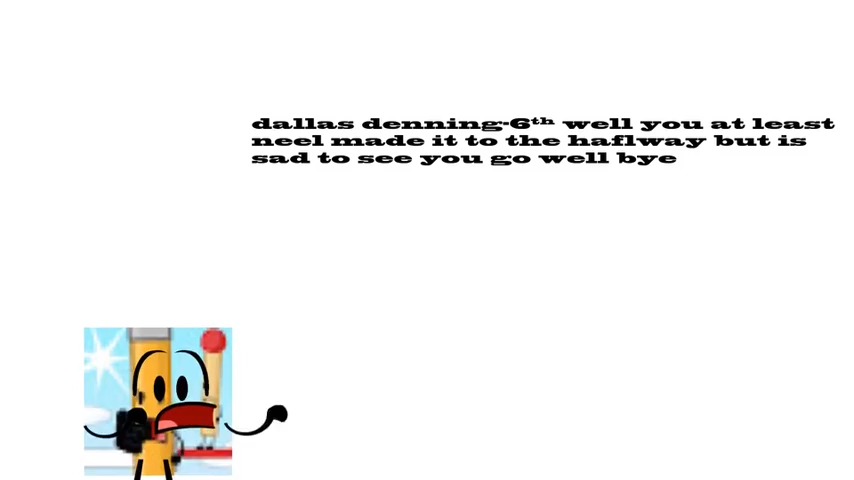 dallas denning-6th well you at least
neel made it to the haflway but is
sad to see you go well bye